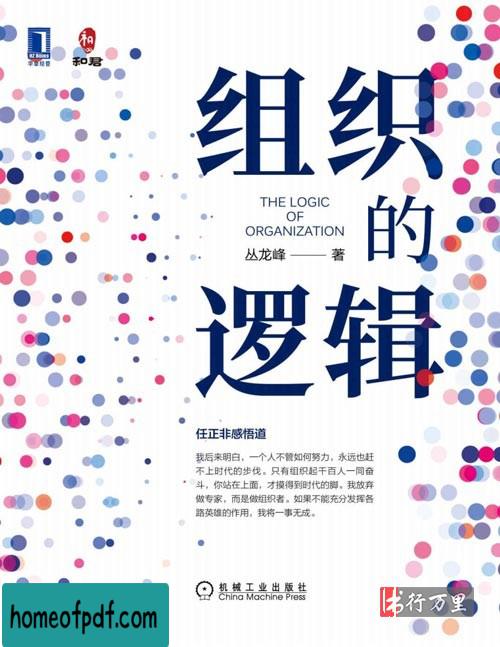 华章经管
和君
组织
THE LOGIC
OF
ORGANIZATION
的
丛龙峰——著
逻辑
任正非感悟道
我后来明白，一个人不管如何努力，永远也赶
不上时代的步伐。只有组织起千百人一同奋
斗，你站在上面，才摸得到时代的脚。我放弃
做专家，而是做组织者。如果不能充分发挥各
路英雄的作用，我将一事无成。
机械工业出版社
China Machine Press
书行万里
homeofpdf.com